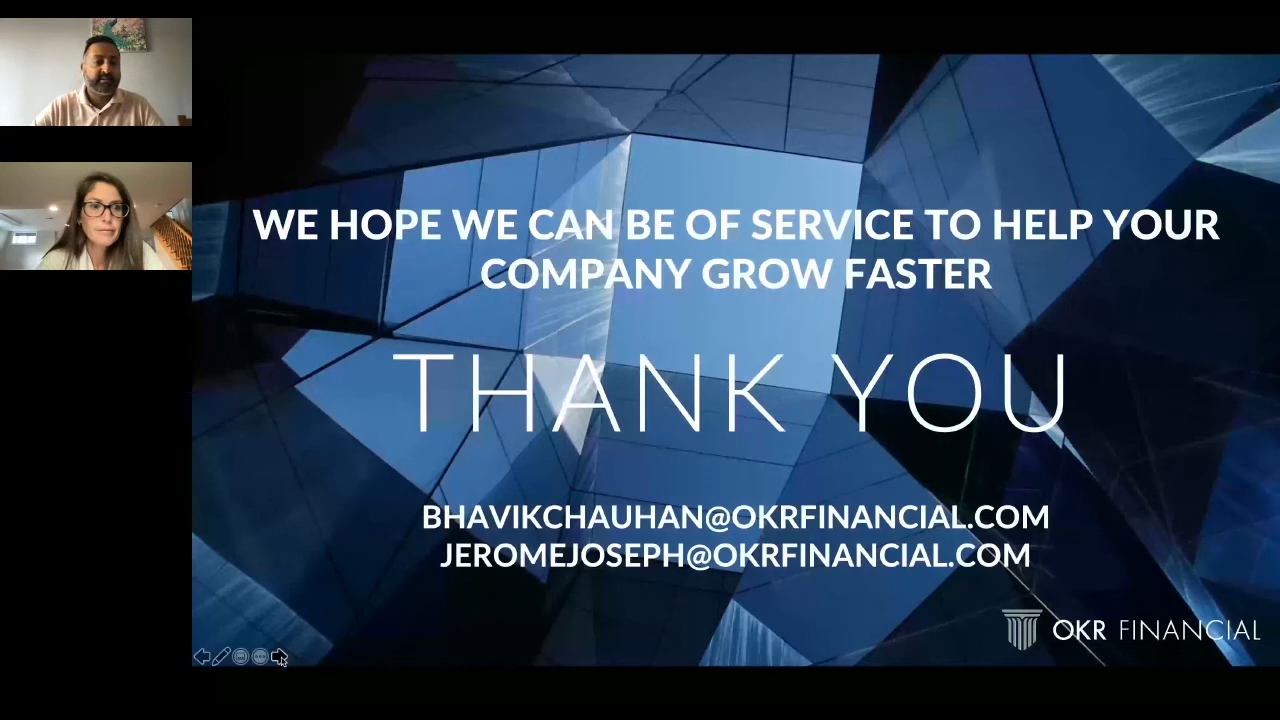 WE HOPE WE CAN BE OF SERVICE TO HELP YOUR
COMPANY GROW FASTER
THANK YOU
BHAVIKCHAUHAN@OKRFINANCIAL.COM
JEROMEJOSEPH@OKRFINANCIAL.COM
OKR FINANCIAL